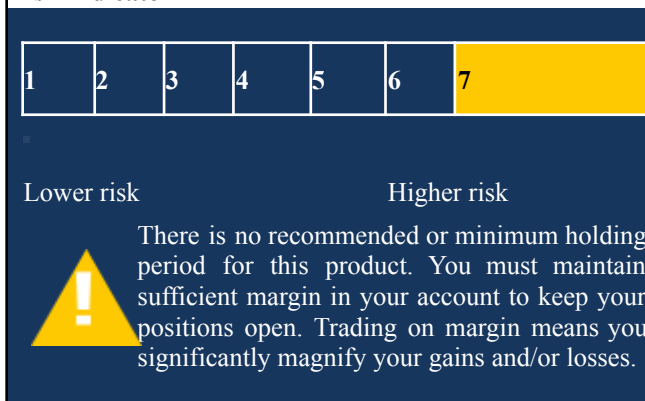 1 2 3 4 5 6 7
Lower risk Higher risk
There is no recommended or minimum holding
period for this product. You must maintain
sufficient margin in your account to keep your
positions open. Trading on margin means you
significantly magnify your gains and/or losses.